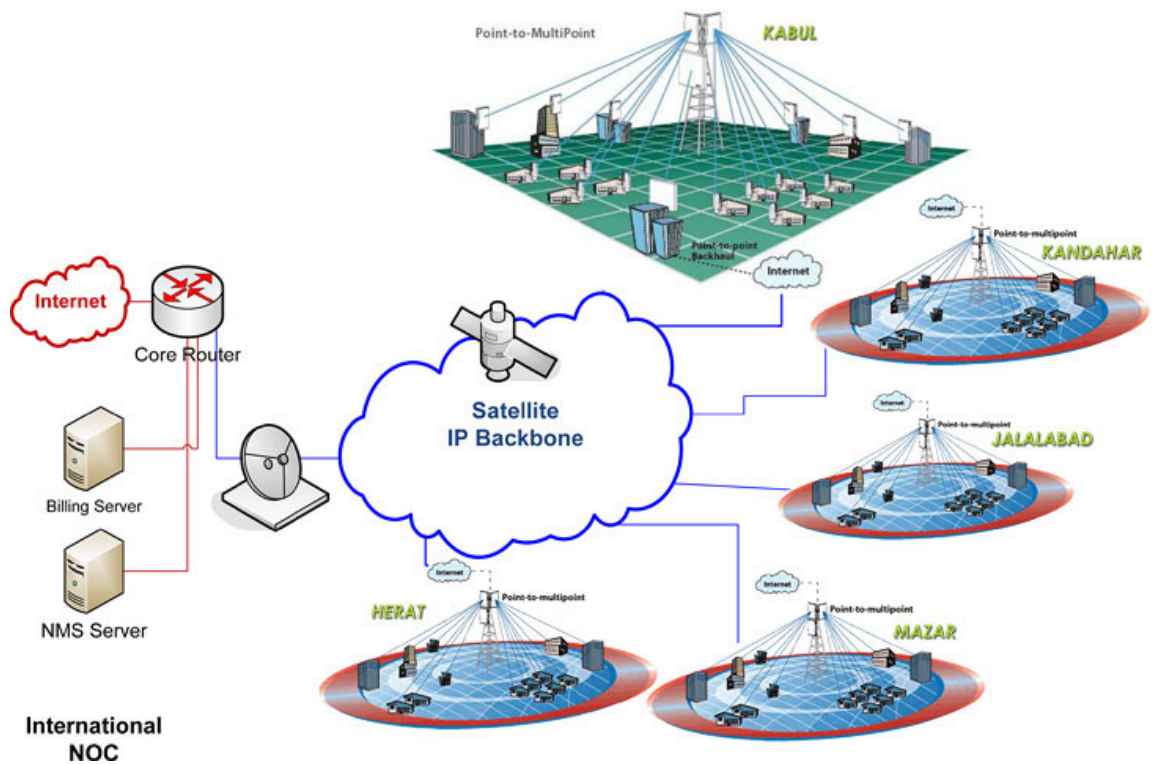 Point-to-MultiPoint
KABUL
Point-to-point
Backhaul
Internet
Internet
Point-to-multipoint
KANDAHAR
Internet
Core Router
Satellite
IP Backbone
Internet
Point-to-multipoint
JALALABAD
Billing Server
NMS Server
Internet
Point-to-multipoint
HERAT
Internet
Point-to-multipoint
MAZAR
International
NOC